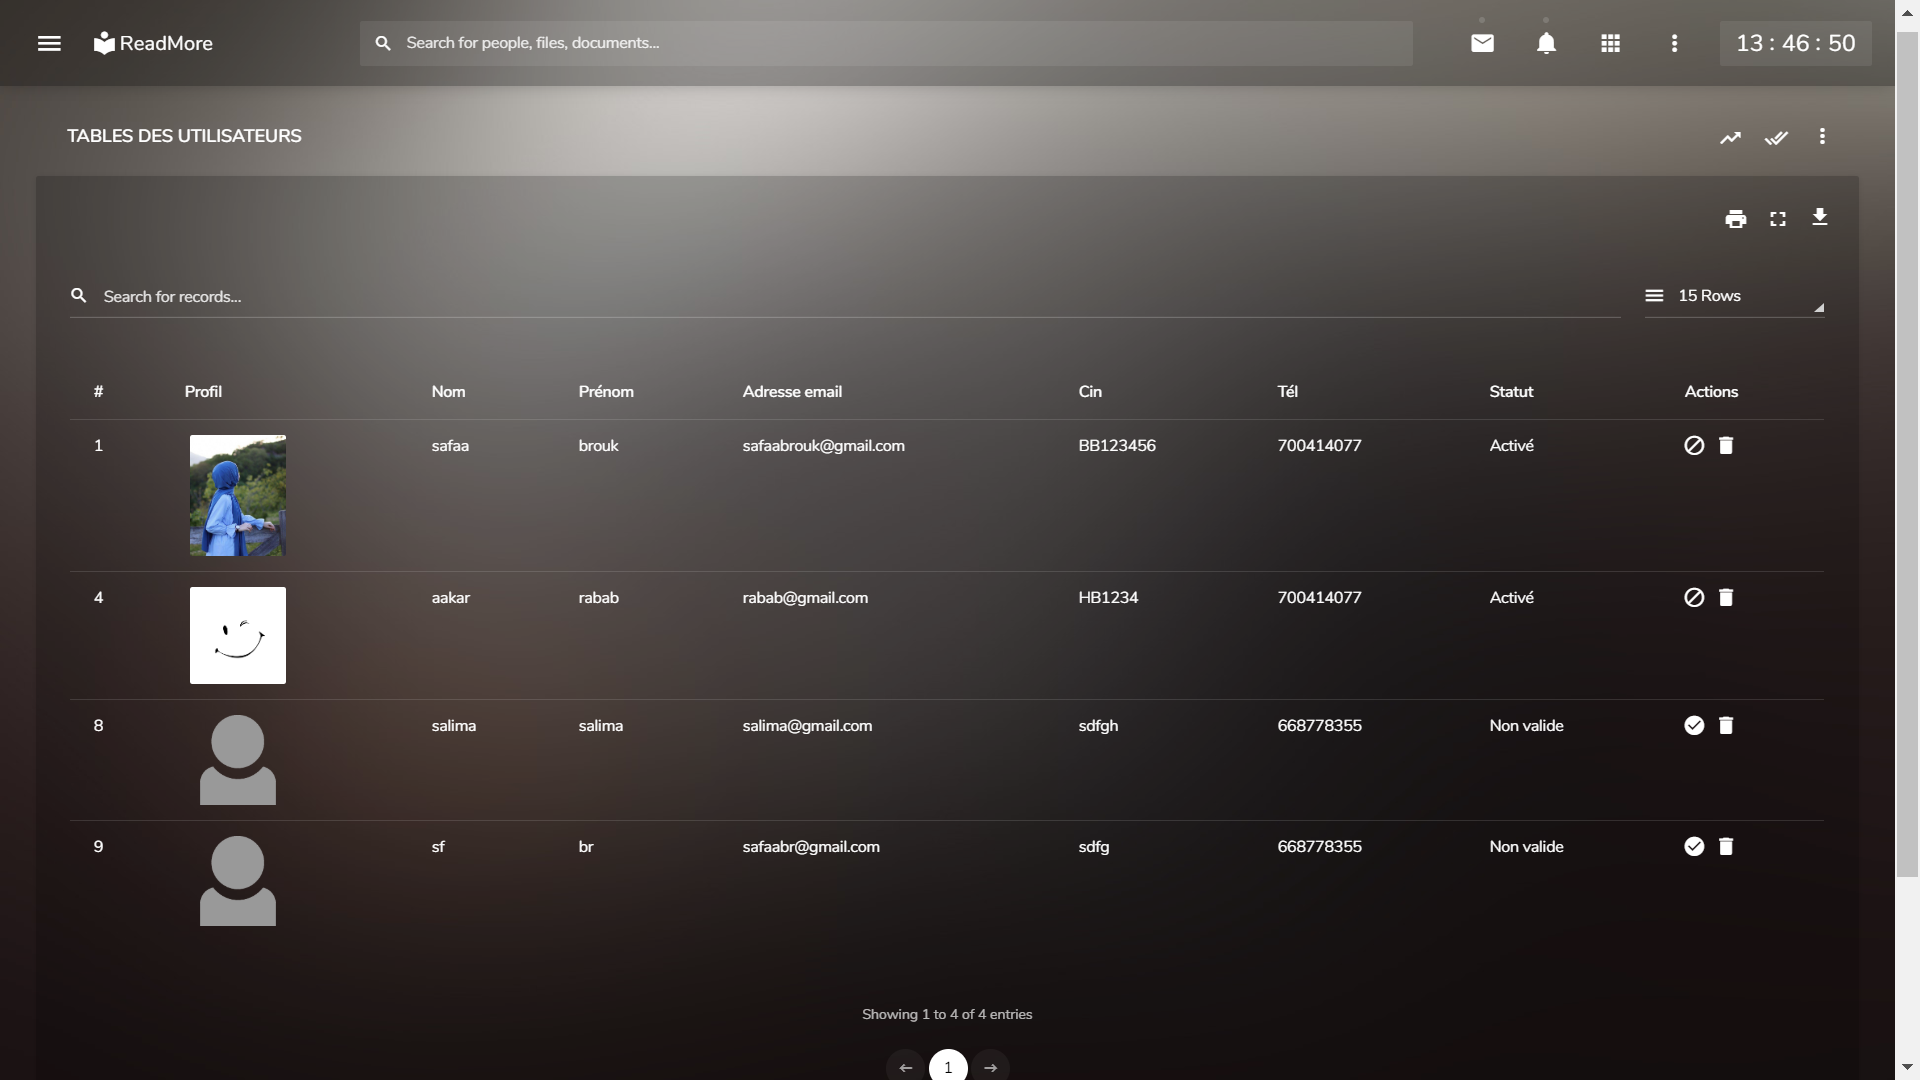 ReadMore
Search for people, files, documents...
13 : 46 : 50
TABLES DES UTILISATEURS
Search for records...
15 Rows
# Profil Nom Prénom Adresse email Cin Tél Statut Actions
1 safaa brouk safaabrouk@gmail.com BB123456 700414077 Activé
4 aakar rabab rabab@gmail.com HB1234 700414077 Activé
8 salima salima salima@gmail.com sdfgh 668778355 Non valide
9 sf br safaabr@gmail.com sdfg 668778355 Non valide
Showing 1 to 4 of 4 entries
1